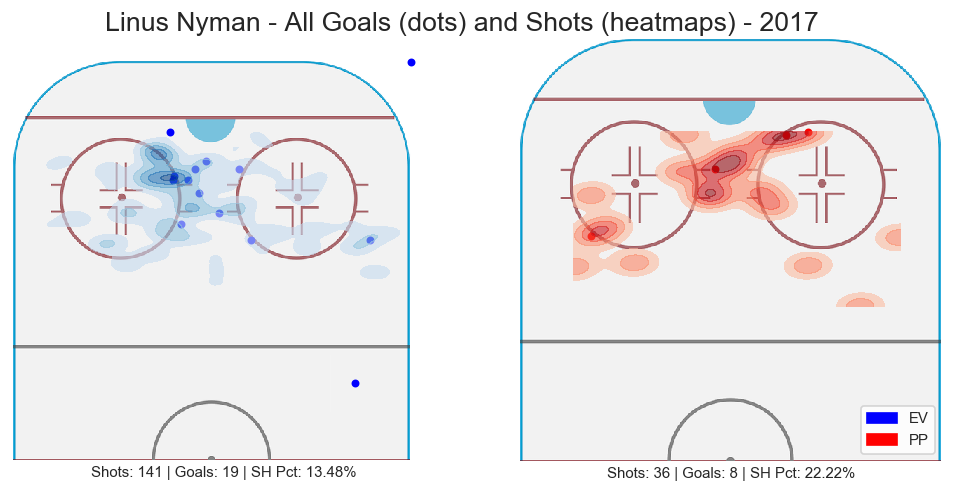 Linus Nyman - All Goals (dots) and Shots (heatmaps) - 2017
EV
PP
Shots: 141 | Goals: 19 | SH Pct: 13.48%
Shots: 36 | Goals: 8 | SH Pct: 22.22%